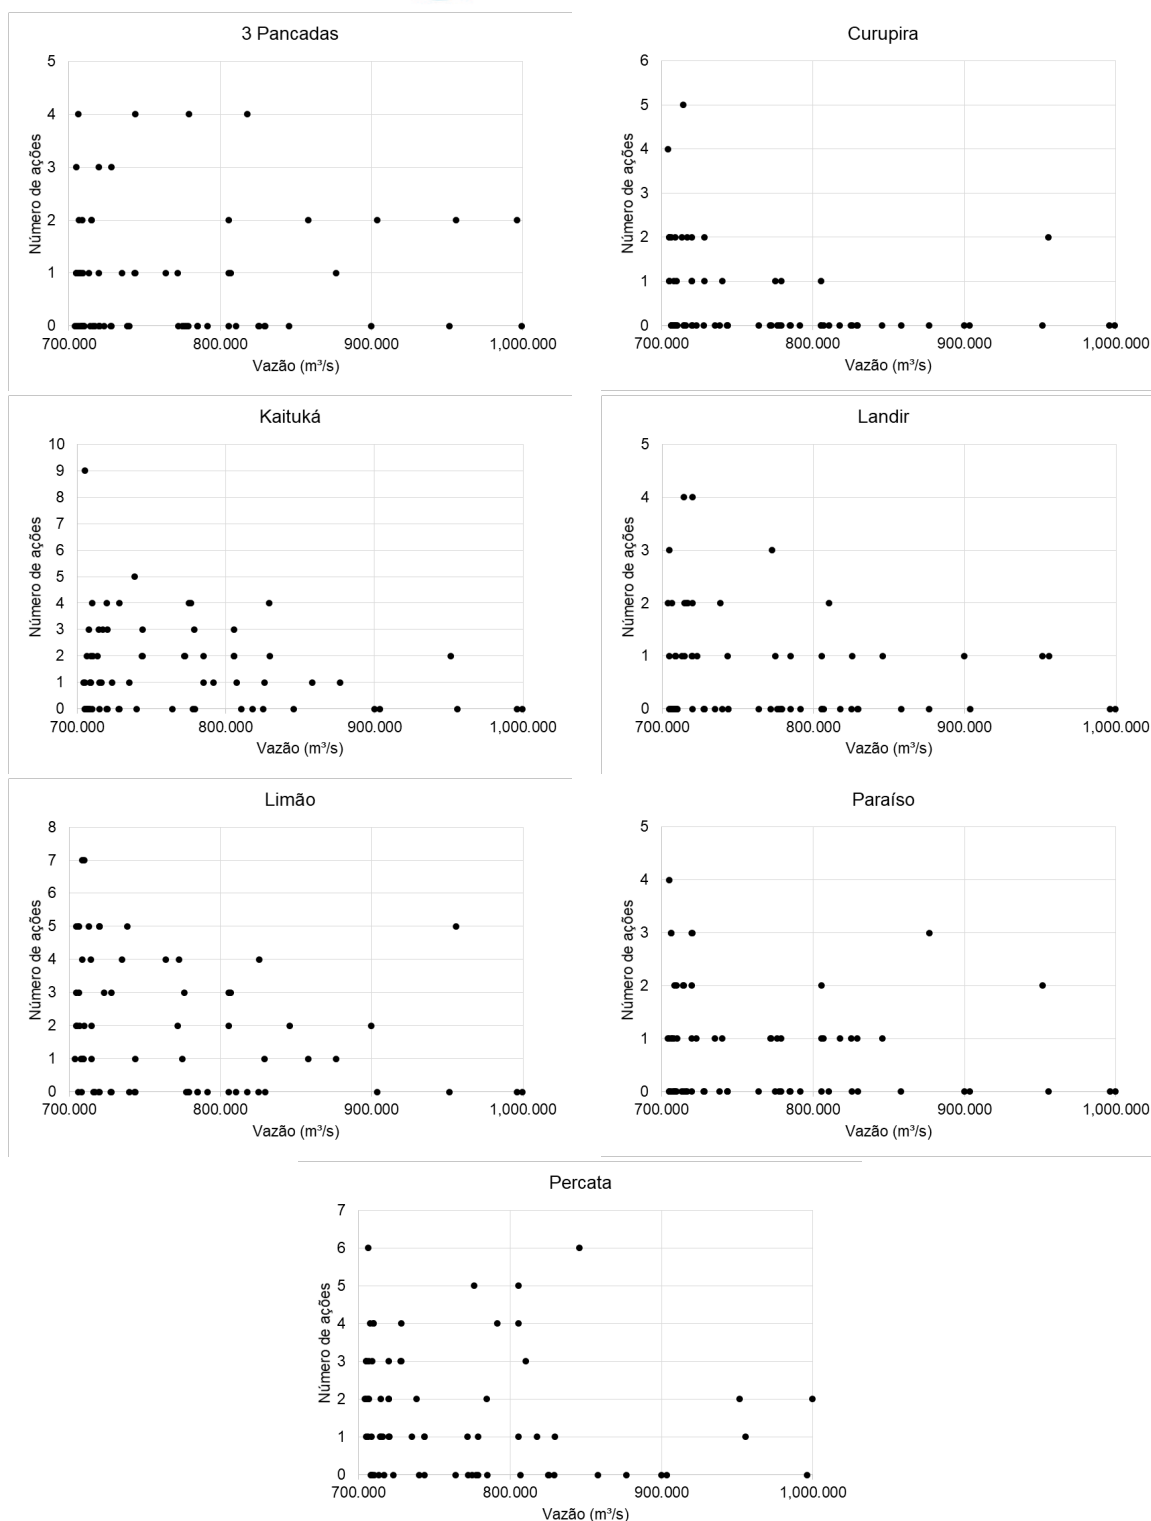 3 Pancadas
Número de ações
5
4
3
2
1
0
700.000 800.000 900.000 1,000.000
Vazão (m³/s)
Curupira
Número de ações
6
5
4
3
2
1
0
700.000 800.000 900.000 1,000.000
Vazão (m³/s)
Kaituká
Número de ações
10
9
8
7
6
5
4
3
2
1
0
700.000 800.000 900.000 1,000.000
Vazão (m³/s)
Landir
Número de ações
5
4
3
2
1
0
700.000 800.000 900.000 1,000.000
Vazão (m³/s)
Limão
Número de ações
8
7
6
5
4
3
2
1
0
700.000 800.000 900.000 1,000.000
Vazão (m³/s)
Paraíso
Número de ações
5
4
3
2
1
0
700.000 800.000 900.000 1,000.000
Vazão (m³/s)
Percata
Número de ações
7
6
5
4
3
2
1
0
700.000 800.000 900.000 1,000.000
Vazão (m³/s)